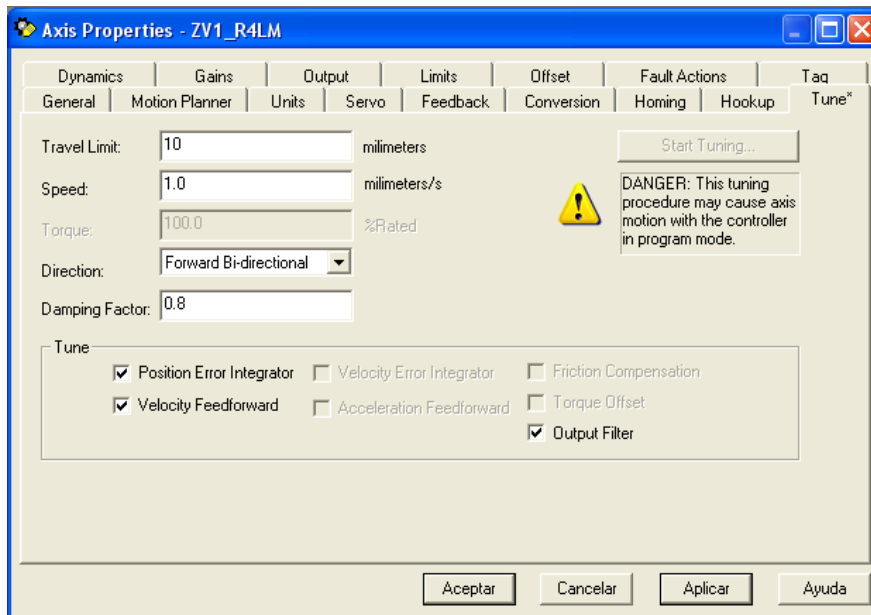 Axis Properties - ZV1_R4LM
Dynamics Gains Output Limits Offset Fault Actions Tag
General Motion Planner Units Servo Feedback Conversion Homing Hookup Tune*
Travel Limit: 10 milimeters Start Tuning...
Speed: 1.0 milimeters/s
DANGER: This tuning
procedure may cause axis
motion with the controller
in program mode.
Torque: 100.0 %Rated
Direction: Forward Bi-directional
Damping Factor: 0.8
Tune
Position Error Integrator Velocity Error Integrator Friction Compensation
Velocity Feedforward Acceleration Feedforward Torque Offset
Output Filter
Aceptar Cancelar Aplicar Ayuda